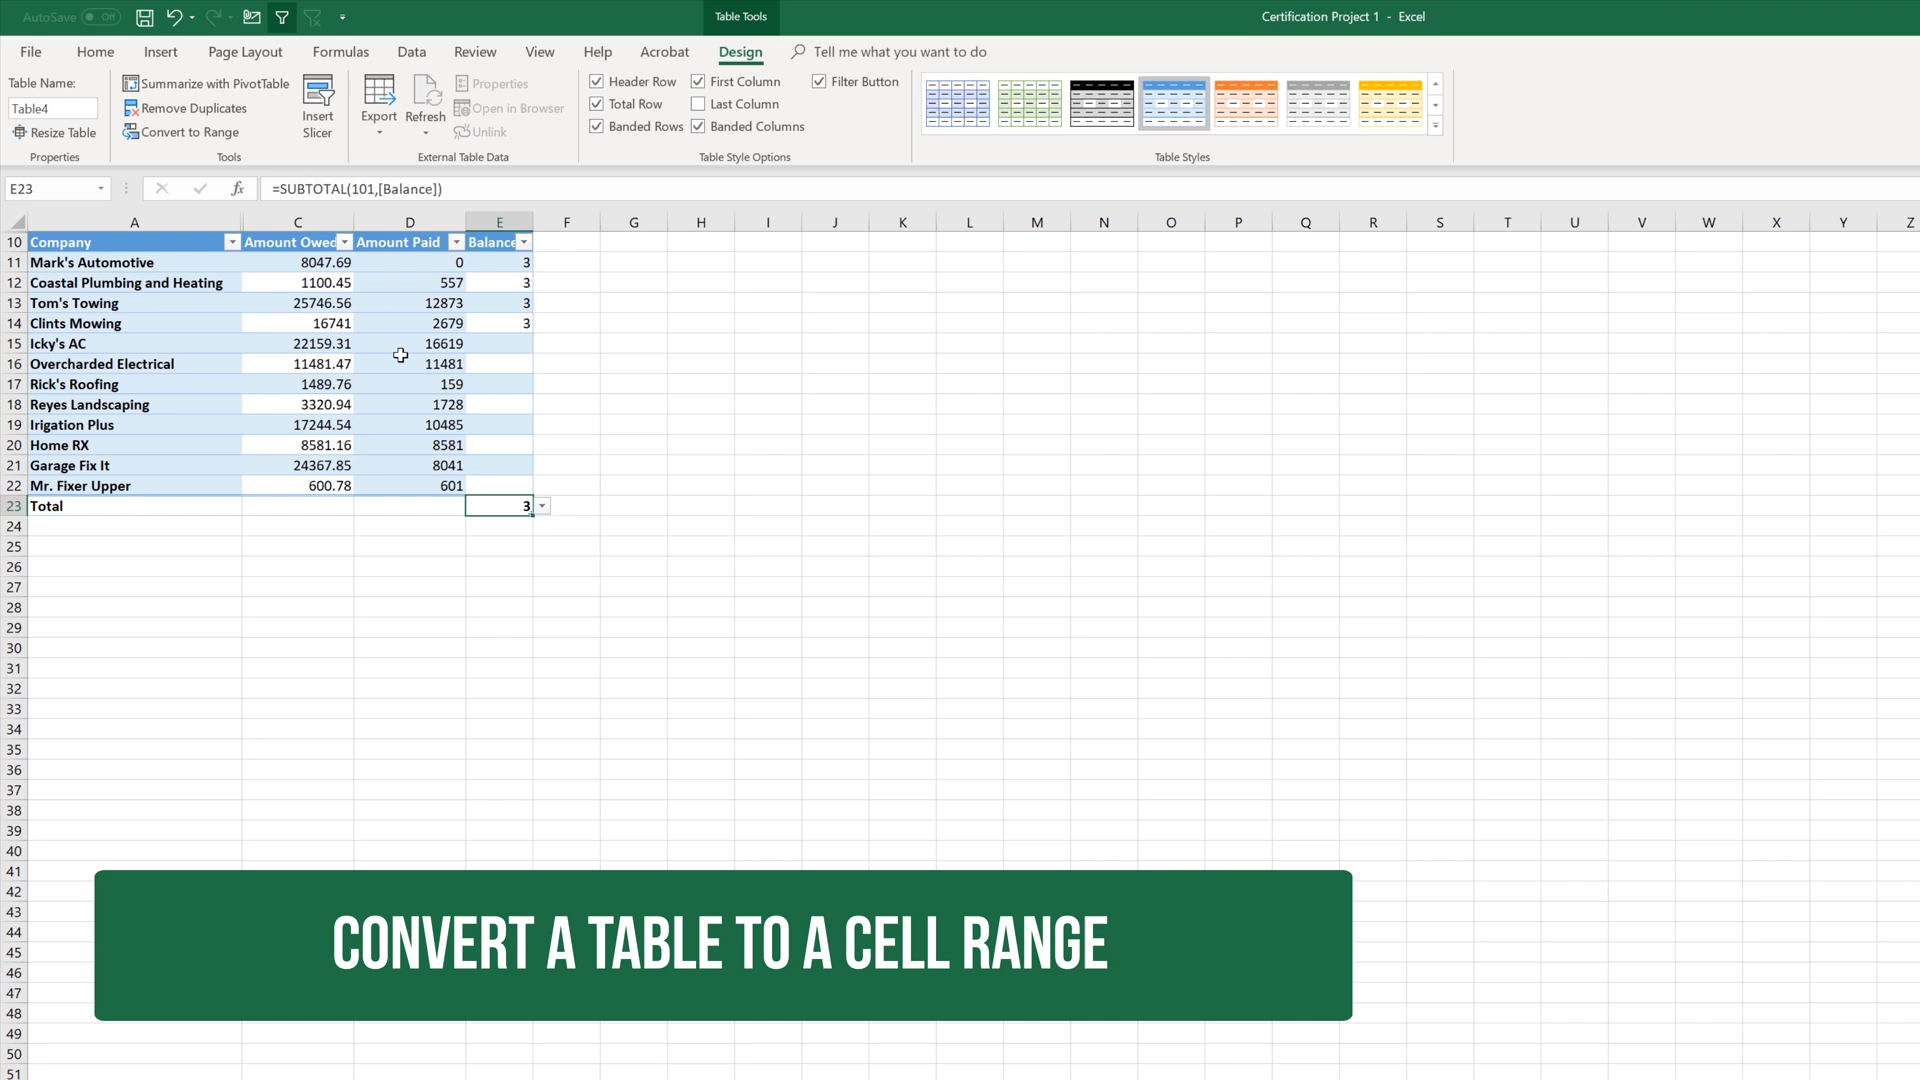 AutoSave Off
Table Tools
Certification Project 1 - Excel
File Home Insert Page Layout Formulas Data Review View Help Acrobat Design Tell me what you want to do
Table Name:
Table4
Resize Table
Properties
Summarize with PivotTable
Remove Duplicates
Convert to Range
Tools
Insert Slicer
Export
Refresh
Properties
Open in Browser
Unlink
External Table Data
Header Row First Column Filter Button
Total Row Last Column
Banded Rows Banded Columns
Table Style Options
Table Styles
E23 fx =SUBTOTAL(101,[Balance])
A C D E F G H I J K L M N O P Q R S T U V W X Y Z
10 Company Amount Owed Amount Paid Balance
11 Mark's Automotive 8047.69 0 3
12 Coastal Plumbing and Heating 1100.45 557 3
13 Tom's Towing 25746.56 12873 3
14 Clints Mowing 16741 2679 3
15 Icky's AC 22159.31 16619
16 Overcharded Electrical 11481.47 11481
17 Rick's Roofing 1489.76 159
18 Reyes Landscaping 3320.94 1728
19 Irigation Plus 17244.54 10485
20 Home RX 8581.16 8581
21 Garage Fix It 24367.85 8041
22 Mr. Fixer Upper 600.78 601
23 Total 3
24
25
26
27
28
29
30
31
32
33
34
35
36
37
38
39
40
41
42
43
44
45
46
47
48
49
50
51
CONVERT A TABLE TO A CELL RANGE